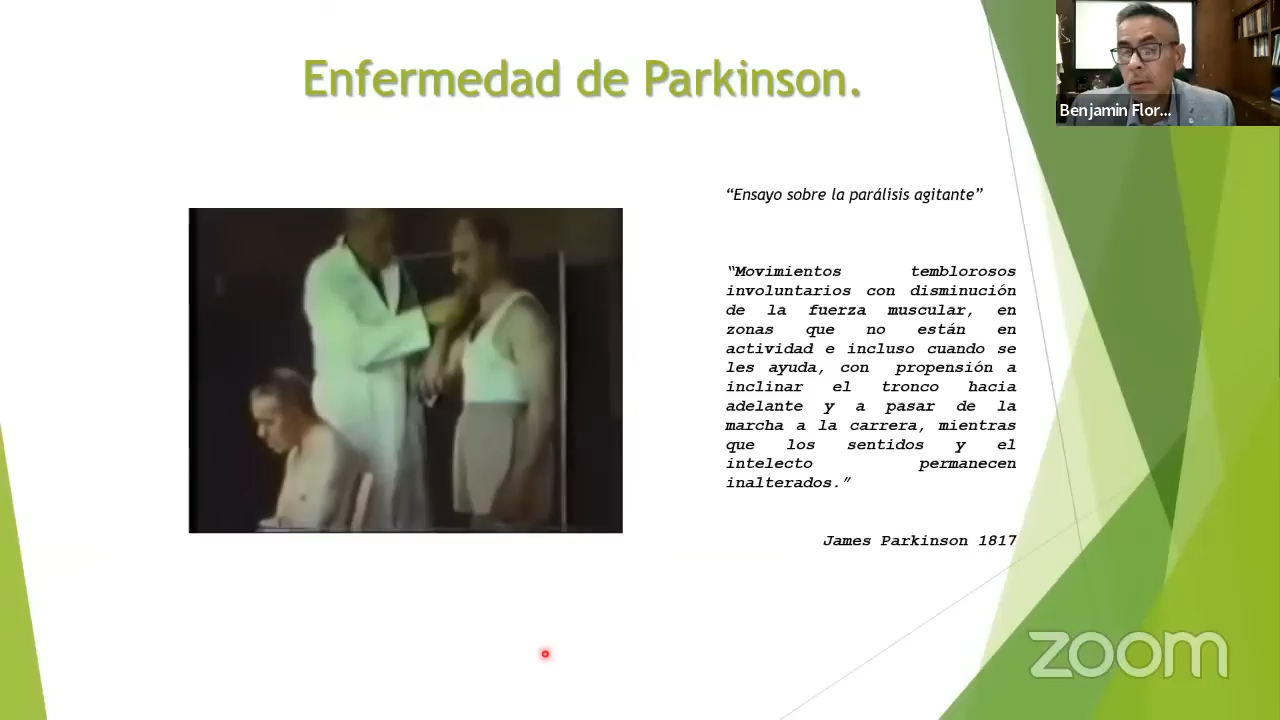 Enfermedad de Parkinson.
Benjamin Flor...
“Ensayo sobre la parálisis agitante”
“Movimientos temblorosos
involuntarios con disminución
de la fuerza muscular, en
zonas que no están en
actividad e incluso cuando se
les ayuda, con propensión a
inclinar el tronco hacia
adelante y a pasar de la
marcha a la carrera, mientras
que los sentidos y el
intelecto permanecen
inalterados.”
James Parkinson 1817
zoom